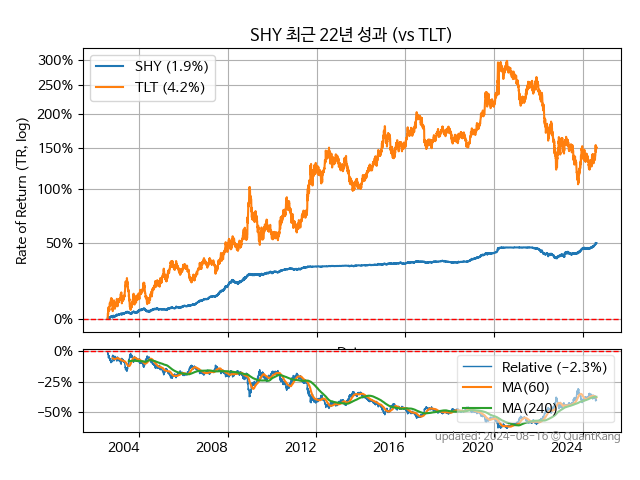 SHY 최근 22년 성과 (vs TLT)
Rate of Return (TR, log)
300%
250%
200%
150%
100%
50%
0%
SHY (1.9%)
TLT (4.2%)
0%
−25%
−50%
Relative (−2.3%)
MA(60)
MA(240)
2004
2008
2012
2016
2020
2024
updated: 2024-08-16 © QuantKang